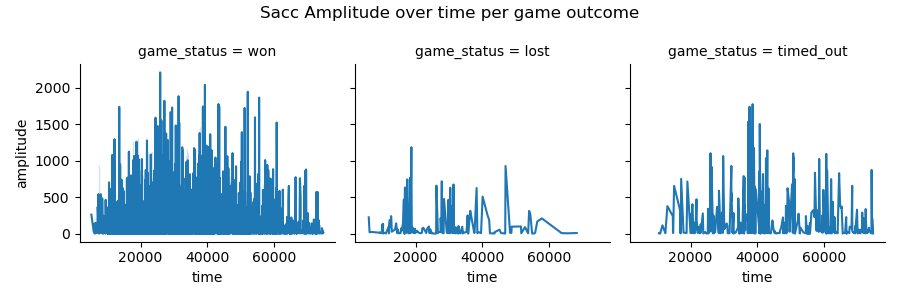 Sacc Amplitude over time per game outcome
game_status = won
game_status = lost
game_status = timed_out
amplitude
2000
1500
1000
500
0
20000 40000 60000
20000 40000 60000
20000 40000 60000
time
time
time